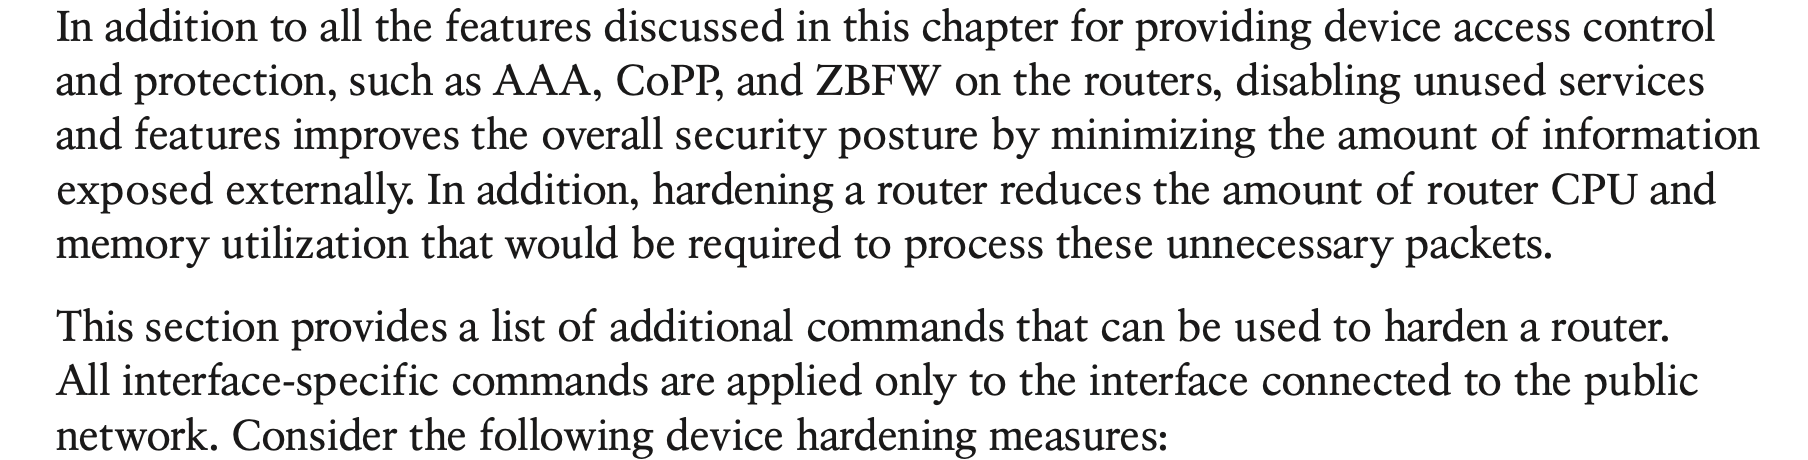 In addition to all the features discussed in this chapter for providing device access control
and protection, such as AAA, CoPP, and ZBFW on the routers, disabling unused services
and features improves the overall security posture by minimizing the amount of information
exposed externally. In addition, hardening a router reduces the amount of router CPU and
memory utilization that would be required to process these unnecessary packets.
This section provides a list of additional commands that can be used to harden a router.
All interface-specific commands are applied only to the interface connected to the public
network. Consider the following device hardening measures: